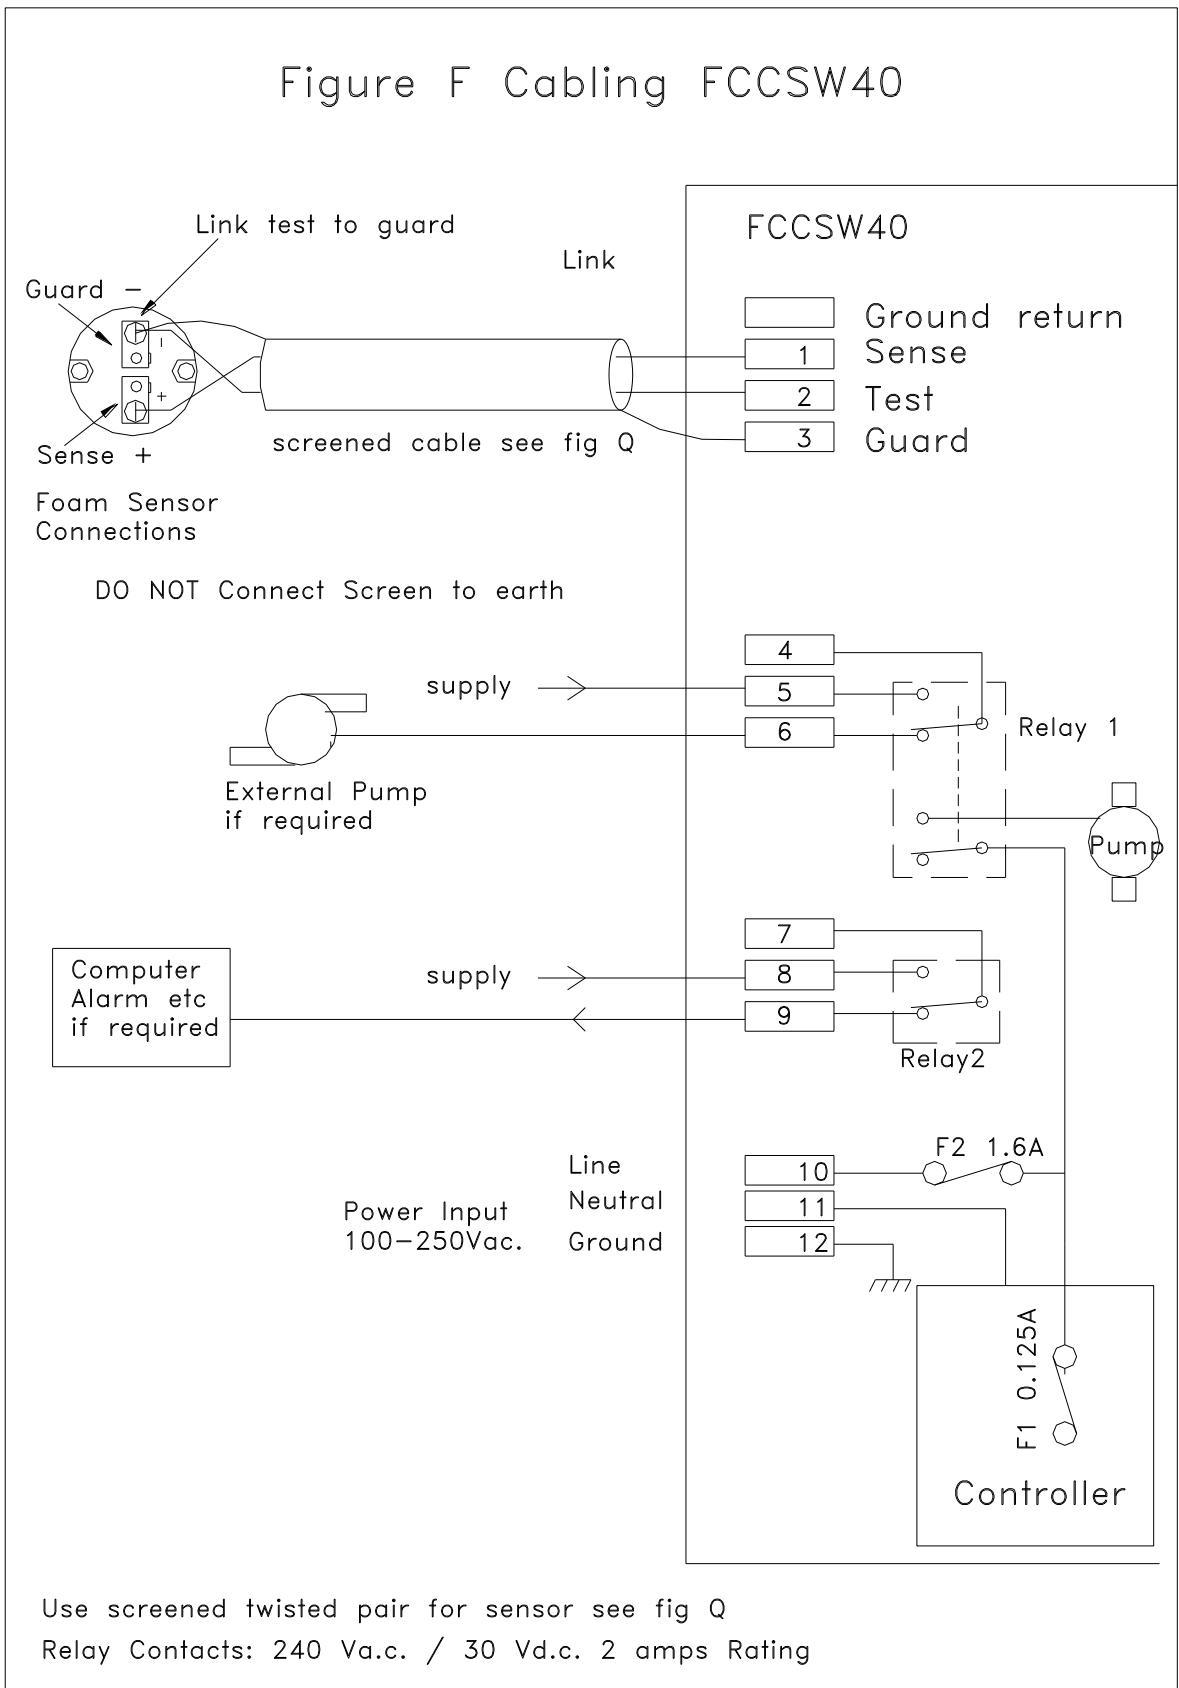 Figure F Cabling FCCSW40
Link test to guard
FCCSW40
Link
Guard −
Ground return
1 Sense
2 Test
3 Guard
−
+
screened cable see fig Q
Sense +
Foam Sensor
Connections
DO NOT Connect Screen to earth
4
supply
5
6
Relay 1
External Pump
if required
Pump
7
Computer
Alarm etc
if required
supply
8
9
Relay2
F2 1.6A
Line
10
Neutral
11
Power Input
100−250Vac.
Ground
12
F1 0.125A
Controller
Use screened twisted pair for sensor see fig Q
Relay Contacts: 240 Va.c. / 30 Vd.c. 2 amps Rating